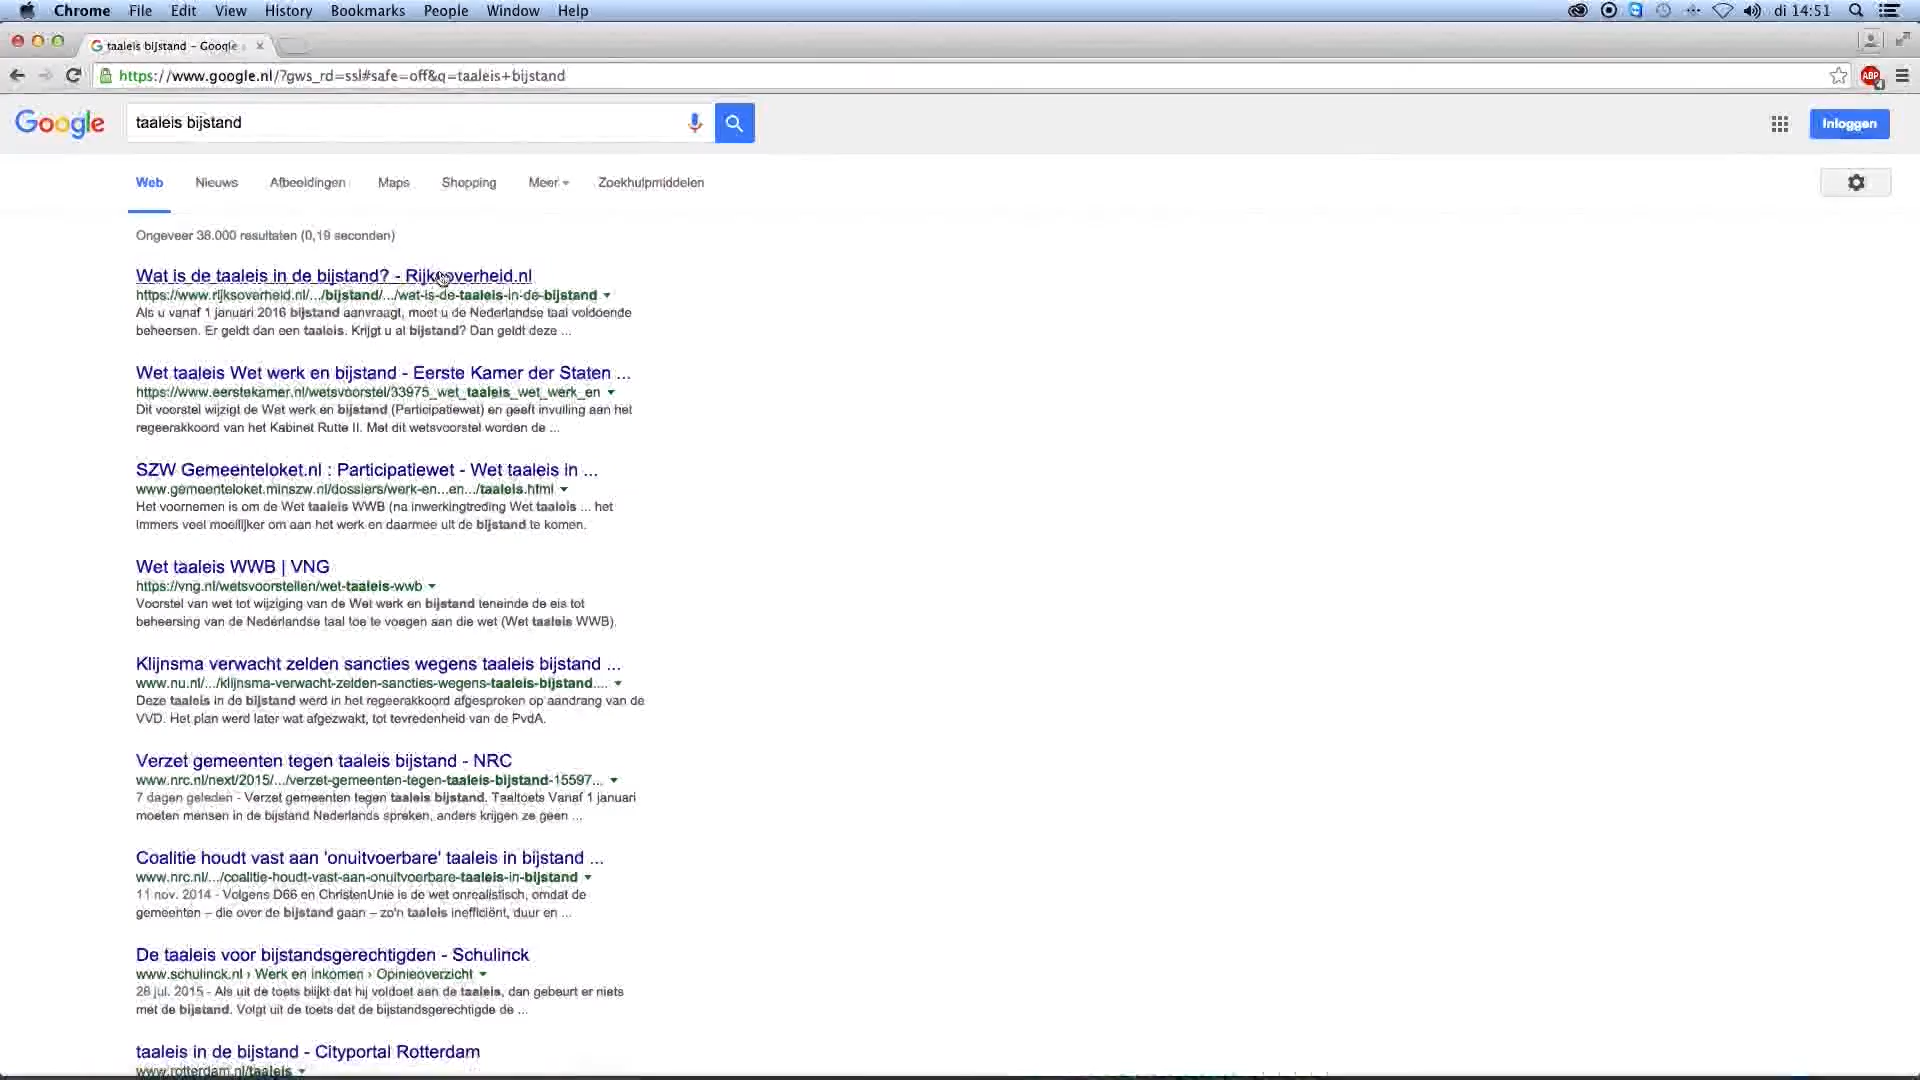 Chrome File Edit View History Bookmarks People Window Help di 14:51
taaleis bijstand - Google
https://www.google.nl/?gws_rd=ssl#safe=off&q=taaleis+bijstand
ABP
Google taaleis bijstand Inloggen
Web Nieuws Afbeeldingen Maps Shopping Meer Zoekhulpmiddelen
Ongeveer 38.000 resultaten (0,19 seconden)
Wat is de taaleis in de bijstand? - Rijksoverheid.nl
https://www.rijksoverheid.nl/.../bijstand/.../wat-is-de-taaleis-in-de-bijstand
Als u vanaf 1 januari 2016 bijstand aanvraagt, moet u de Nederlandse taal voldoende
beheersen. Er geldt dan een taaleis. Krijgt u al bijstand? Dan geldt deze ...
Wet taaleis Wet werk en bijstand - Eerste Kamer der Staten ...
https://www.eerstekamer.nl/wetsvoorstel/33975_wet_taaleis_wet_werk_en
Dit voorstel wijzigt de Wet werk en bijstand (Participatiewet) en geeft invulling aan het
regeerakkoord van het Kabinet Rutte II. Met dit wetsvoorstel worden de ...
SZW Gemeenteloket.nl : Participatiewet - Wet taaleis in ...
www.gemeenteloket.minszw.nl/dossiers/werk-en...en.../taaleis.html
Het voornemen is om de Wet taaleis WWB (na inwerkingtreding Wet taaleis ... het
immers veel moeilijker om aan het werk en daarmee uit de bijstand te komen.
Wet taaleis WWB | VNG
https://vng.nl/wetsvoorstellen/wet-taaleis-wwb
Voorstel van wet tot wijziging van de Wet werk en bijstand teneinde de eis tot
beheersing van de Nederlandse taal toe te voegen aan die wet (Wet taaleis WWB).
Klijnsma verwacht zelden sancties wegens taaleis bijstand ...
www.nu.nl/.../klijnsma-verwacht-zelden-sancties-wegens-taaleis-bijstand....
Deze taaleis in de bijstand werd in het regeerakkoord afgesproken op aandrang van de
VVD. Het plan werd later wat afgezwakt, tot tevredenheid van de PvdA.
Verzet gemeenten tegen taaleis bijstand - NRC
www.nrc.nl/next/2015/.../verzet-gemeenten-tegen-taaleis-bijstand-15597...
7 dagen geleden - Verzet gemeenten tegen taaleis bijstand. Taaltoets Vanaf 1 januari
moeten mensen in de bijstand Nederlands spreken, anders krijgen ze geen ...
Coalitie houdt vast aan 'onuitvoerbare' taaleis in bijstand ...
www.nrc.nl/.../coalitie-houdt-vast-aan-onuitvoerbare-taaleis-in-bijstand
11 nov. 2014 - Volgens D66 en ChristenUnie is de wet onrealistisch, omdat de
gemeenten – die over de bijstand gaan – zo'n taaleis inefficiënt, duur en ...
De taaleis voor bijstandsgerechtigden - Schulinck
www.schulinck.nl › Werk en inkomen › Opinieoverzicht
28 jul. 2015 - Als uit de toets blijkt dat hij voldoet aan de taaleis, dan gebeurt er niets
met de bijstand. Volgt uit de toets dat de bijstandsgerechtigde de ...
taaleis in de bijstand - Cityportal Rotterdam
www.rotterdam.nl/taaleis